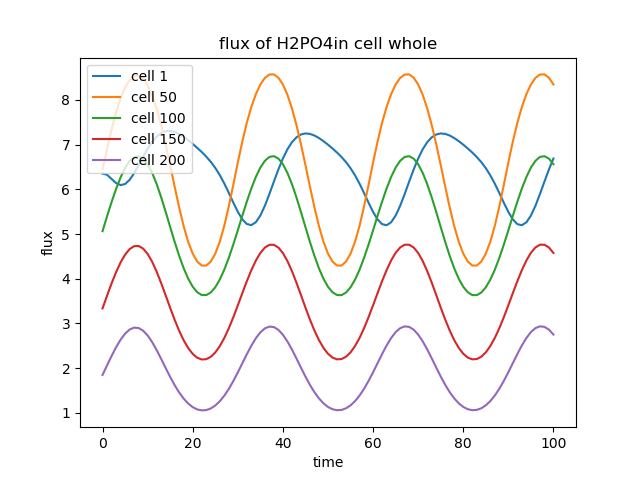 flux of H2PO4in cell whole
cell 1
cell 50
cell 100
cell 150
cell 200
8
7
6
5
4
3
2
1
flux
0 20 40 60 80 100
time